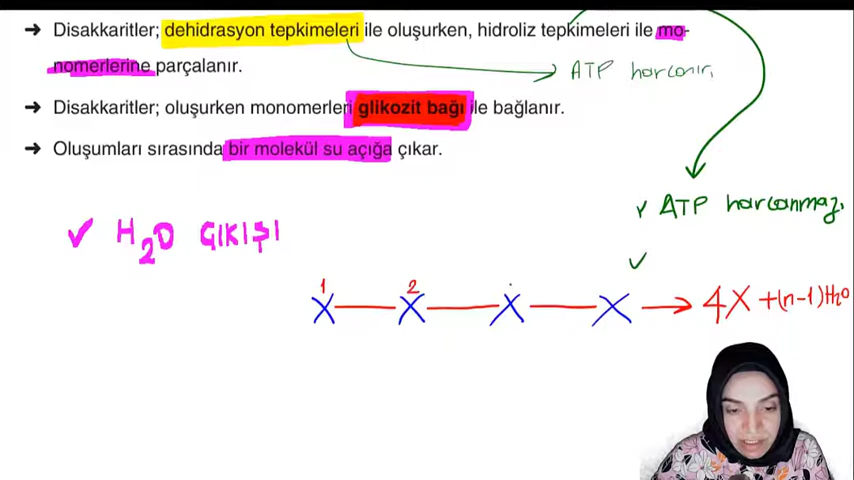 → Disakkaritler; dehidrasyon tepkimeleri ile oluşurken, hidroliz tepkimeleri ile mo-
nomerlerine parçalanır.
ATP harcanır.
→ Disakkaritler; oluşurken monomerleri glikozit bağı ile bağlanır.
→ Oluşumları sırasında bir molekül su açığa çıkar.
✓ ATP harcanmaz.
✓ H2O ÇIKIŞI
✓
1 2
X — X — X — X → 4X + (n-1) H2O